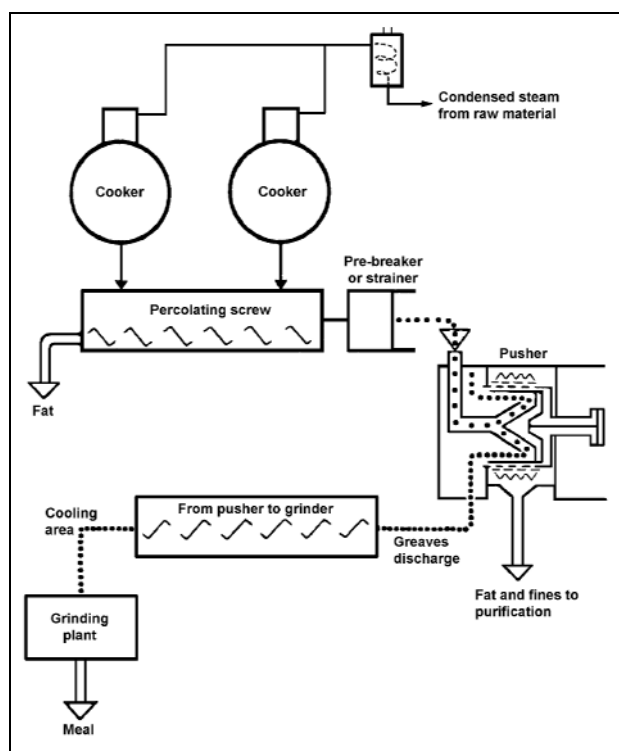 Condensed steam
from raw material
Cooker
Cooker
Pre-breaker
or strainer
Percolating screw
Pusher
Fat
From pusher to grinder
Cooling
area
Greaves
discharge
Fat and fines to
purification
Grinding
plant
Meal